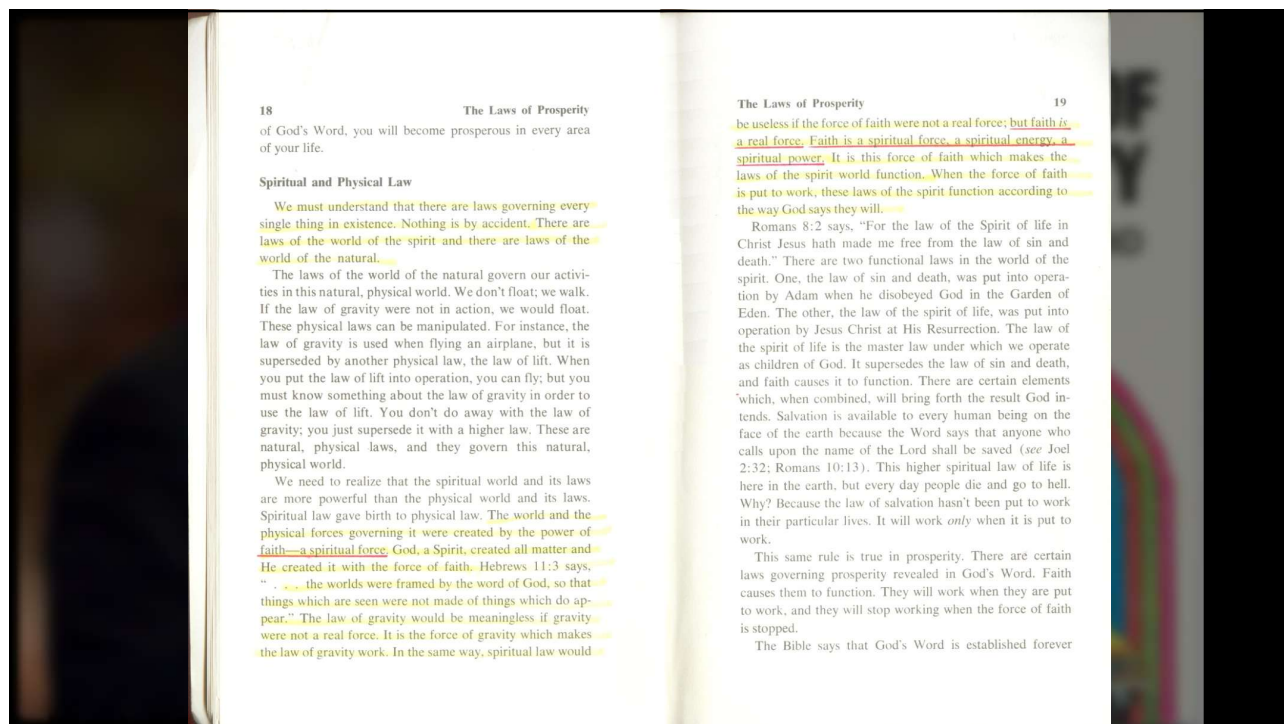 18 The Laws of Prosperity
of God's Word, you will become prosperous in every area
of your life.
Spiritual and Physical Law
We must understand that there are laws governing every
single thing in existence. Nothing is by accident. There are
laws of the world of the spirit and there are laws of the
world of the natural.
The laws of the world of the natural govern our activi-
ties in this natural, physical world. We don't float; we walk.
If the law of gravity were not in action, we would float.
These physical laws can be manipulated. For instance, the
law of gravity is used when flying an airplane, but it is
superseded by another physical law, the law of lift. When
you put the law of lift into operation, you can fly; but you
must know something about the law of gravity in order to
use the law of lift. You don't do away with the law of
gravity; you just supersede it with a higher law. These are
natural, physical laws, and they govern this natural,
physical world.
We need to realize that the spiritual world and its laws
are more powerful than the physical world and its laws.
Spiritual law gave birth to physical law. The world and the
physical forces governing it were created by the power of
faith—a spiritual force. God, a Spirit, created all matter and
He created it with the force of faith. Hebrews 11:3 says,
" . . . the worlds were framed by the word of God, so that
things which are seen were not made of things which do ap-
pear." The law of gravity would be meaningless if gravity
were not a real force. It is the force of gravity which makes
the law of gravity work. In the same way, spiritual law would
The Laws of Prosperity 19
be useless if the force of faith were not a real force; but faith is
a real force. Faith is a spiritual force, a spiritual energy, a
spiritual power. It is this force of faith which makes the
laws of the spirit world function. When the force of faith
is put to work, these laws of the spirit function according to
the way God says they will.
Romans 8:2 says, "For the law of the Spirit of life in
Christ Jesus hath made me free from the law of sin and
death." There are two functional laws in the world of the
spirit. One, the law of sin and death, was put into opera-
tion by Adam when he disobeyed God in the Garden of
Eden. The other, the law of the spirit of life, was put into
operation by Jesus Christ at His Resurrection. The law of
the spirit of life is the master law under which we operate
as children of God. It supersedes the law of sin and death,
and faith causes it to function. There are certain elements
which, when combined, will bring forth the result God in-
tends. Salvation is available to every human being on the
face of the earth because the Word says that anyone who
calls upon the name of the Lord shall be saved (see Joel
2:32; Romans 10:13). This higher spiritual law of life is
here in the earth, but every day people die and go to hell.
Why? Because the law of salvation hasn't been put to work
in their particular lives. It will work only when it is put to
work.
This same rule is true in prosperity. There are certain
laws governing prosperity revealed in God's Word. Faith
causes them to function. They will work when they are put
to work, and they will stop working when the force of faith
is stopped.
The Bible says that God's Word is established forever